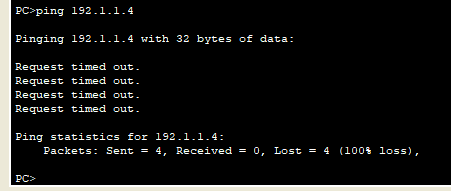 PC>ping 192.1.1.4
Pinging 192.1.1.4 with 32 bytes of data:
Request timed out.
Request timed out.
Request timed out.
Request timed out.
Ping statistics for 192.1.1.4:
    Packets: Sent = 4, Received = 0, Lost = 4 (100% loss),
PC>